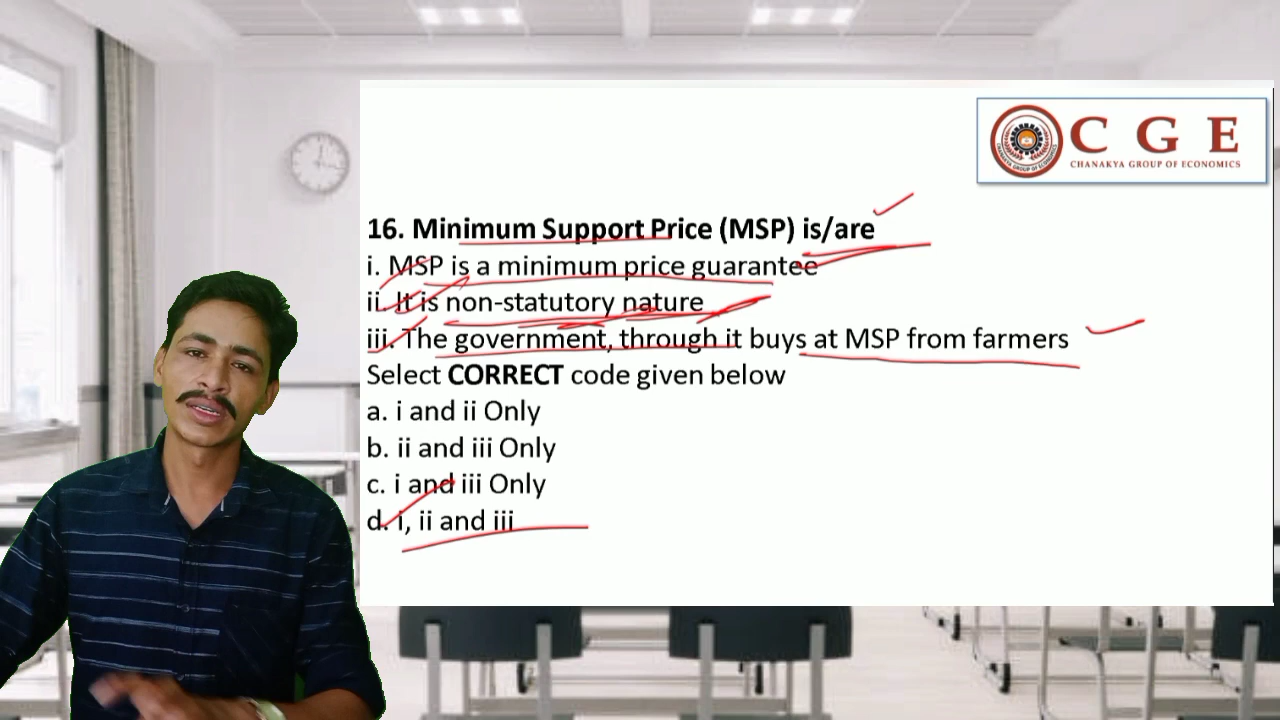 C G E
CHANAKYA GROUP OF ECONOMICS
16. Minimum Support Price (MSP) is/are
i. MSP is a minimum price guarantee
ii. It is non-statutory nature
iii. The government, through it buys at MSP from farmers
Select CORRECT code given below
a. i and ii Only
b. ii and iii Only
c. i and iii Only
d. i, ii and iii